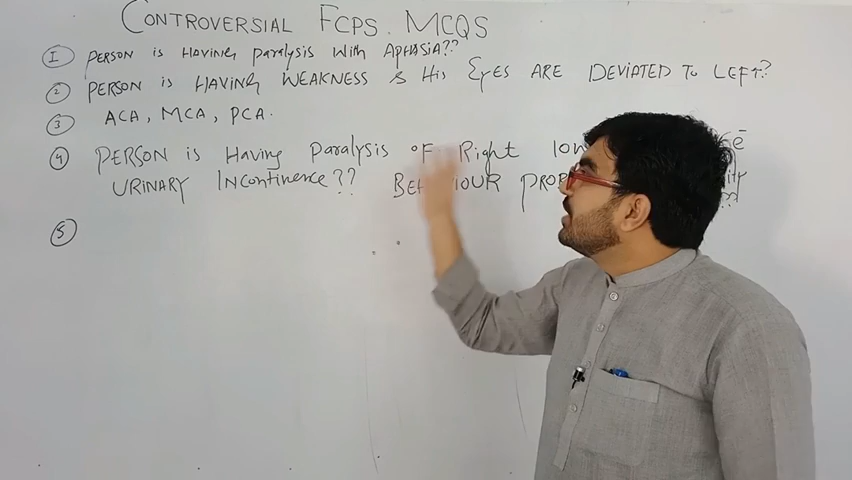 CONTROVERSIAL FCPS. MCQS
① PERSON is HAVING Paralysis With APHASIA??
② PERSON is HAVING WEAKNESS & His EYES ARE DEVIATED TO LEFT?
③ ACA, MCA, PCA.
④ PERSON is Having Paralysis OF Right
URINARY Incontinence?? BEHAVIOUR
⑤